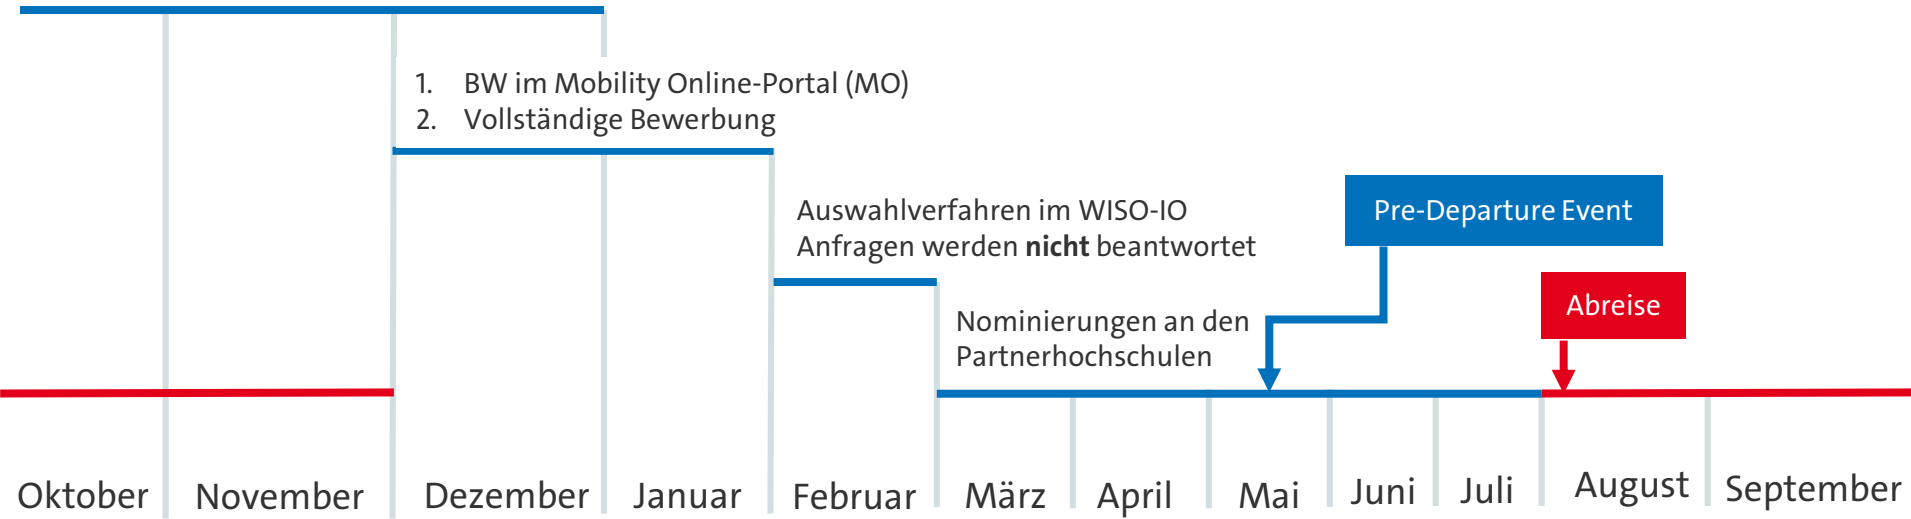 1. BW im Mobility Online-Portal (MO)
2. Vollständige Bewerbung
Auswahlverfahren im WISO-IO
Anfragen werden nicht beantwortet
Pre-Departure Event
Abreise
Nominierungen an den
Partnerhochschulen
Oktober November Dezember Januar Februar März April Mai Juni Juli August September